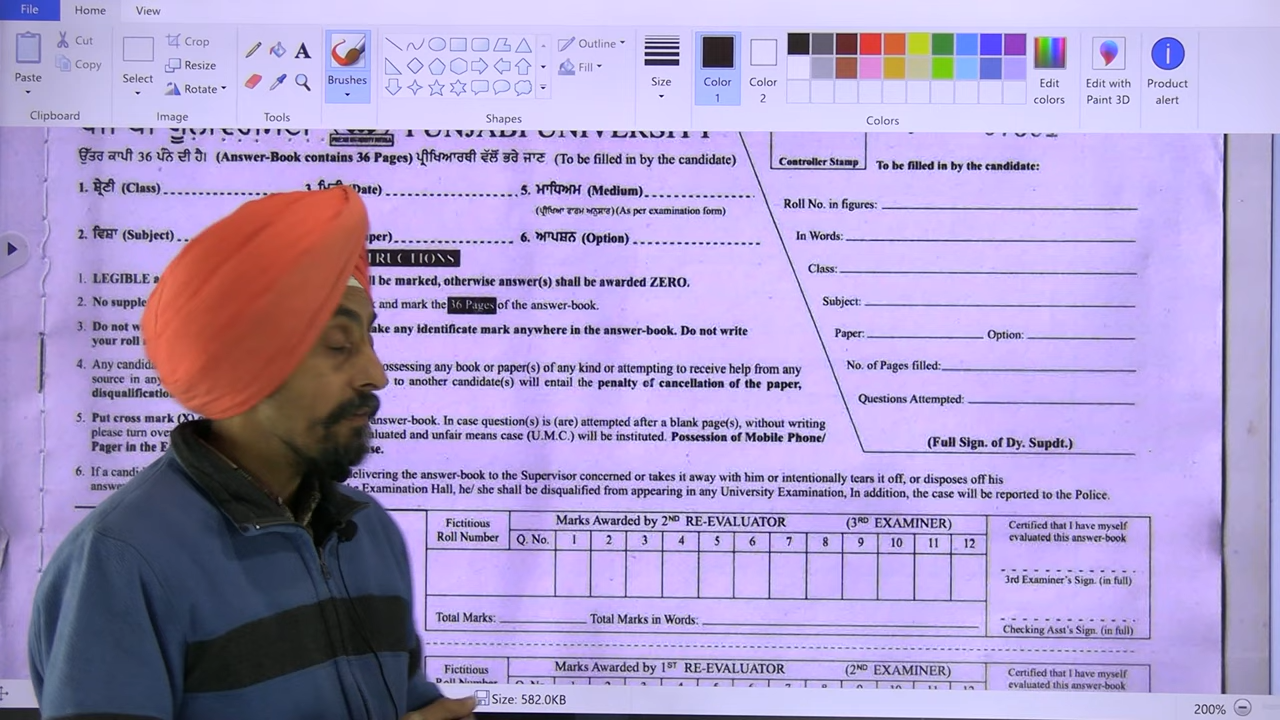 File Home View
Cut
Copy
Paste
Clipboard
Select
Crop
Resize
Rotate
Image
Tools
Brushes
Shapes
Outline
Fill
Size
Color 1
Color 2
Edit colors
Colors
Edit with Paint 3D
Product alert
PUNJABI UNIVERSITY
ਉੱਤਰ ਕਾਪੀ 36 ਪੰਨੇ ਦੀ ਹੈ। (Answer-Book contains 36 Pages) ਪ੍ਰੀਖਿਆਰਥੀ ਵੱਲੋਂ ਭਰੇ ਜਾਣ (To be filled in by the candidate)
1. ਸ਼੍ਰੇਣੀ (Class) 3. ਮਿਤੀ (Date) 5. ਮਾਧਿਅਮ (Medium)
(ਪ੍ਰੀਖਿਆ ਫਾਰਮ ਅਨੁਸਾਰ) (As per examination form)
2. ਵਿਸ਼ਾ (Subject) 6. ਆਪਸ਼ਨ (Option)
Controller Stamp
To be filled in by the candidate:
Roll No. in figures:
In Words:
Class:
Subject:
Paper: Option:
No. of Pages filled:
Questions Attempted:
(Full Sign. of Dy. Supdt.)
1. LEGIBLE be marked, otherwise answer(s) shall be awarded ZERO.
2. No and mark the 36 Pages of the answer-book.
3. Do not any identificate mark anywhere in the answer-book. Do not write
your roll
4. Any possessing any book or paper(s) of any kind or attempting to receive help from any
source in any to another candidate(s) will entail the penalty of cancellation of the paper,
5. Put cross mark (X) answer-book. In case question(s) is (are) attempted after a blank page(s), without writing
please turn over and unfair means case (U.M.C.) will be instituted. Possession of Mobile Phone/
Pager in the
6. If a delivering the answer-book to the Supervisor concerned or takes it away with him or intentionally tears it off, or disposes off his
Examination Hall, he/ she shall be disqualified from appearing in any University Examination, In addition, the case will be reported to the Police.
Fictitious Roll Number
Marks Awarded by 2ND RE-EVALUATOR (3RD EXAMINER)
Q. No. 1 2 3 4 5 6 7 8 9 10 11 12
Certified that I have myself
evaluated this answer-book
3rd Examiner's Sign. (in full)
Total Marks: Total Marks in Words:
Checking Asst's Sign. (in full)
Fictitious
Marks Awarded by 1ST RE-EVALUATOR (2ND EXAMINER)
Certified that I have myself
evaluated this answer-book
Size: 582.0KB
200%